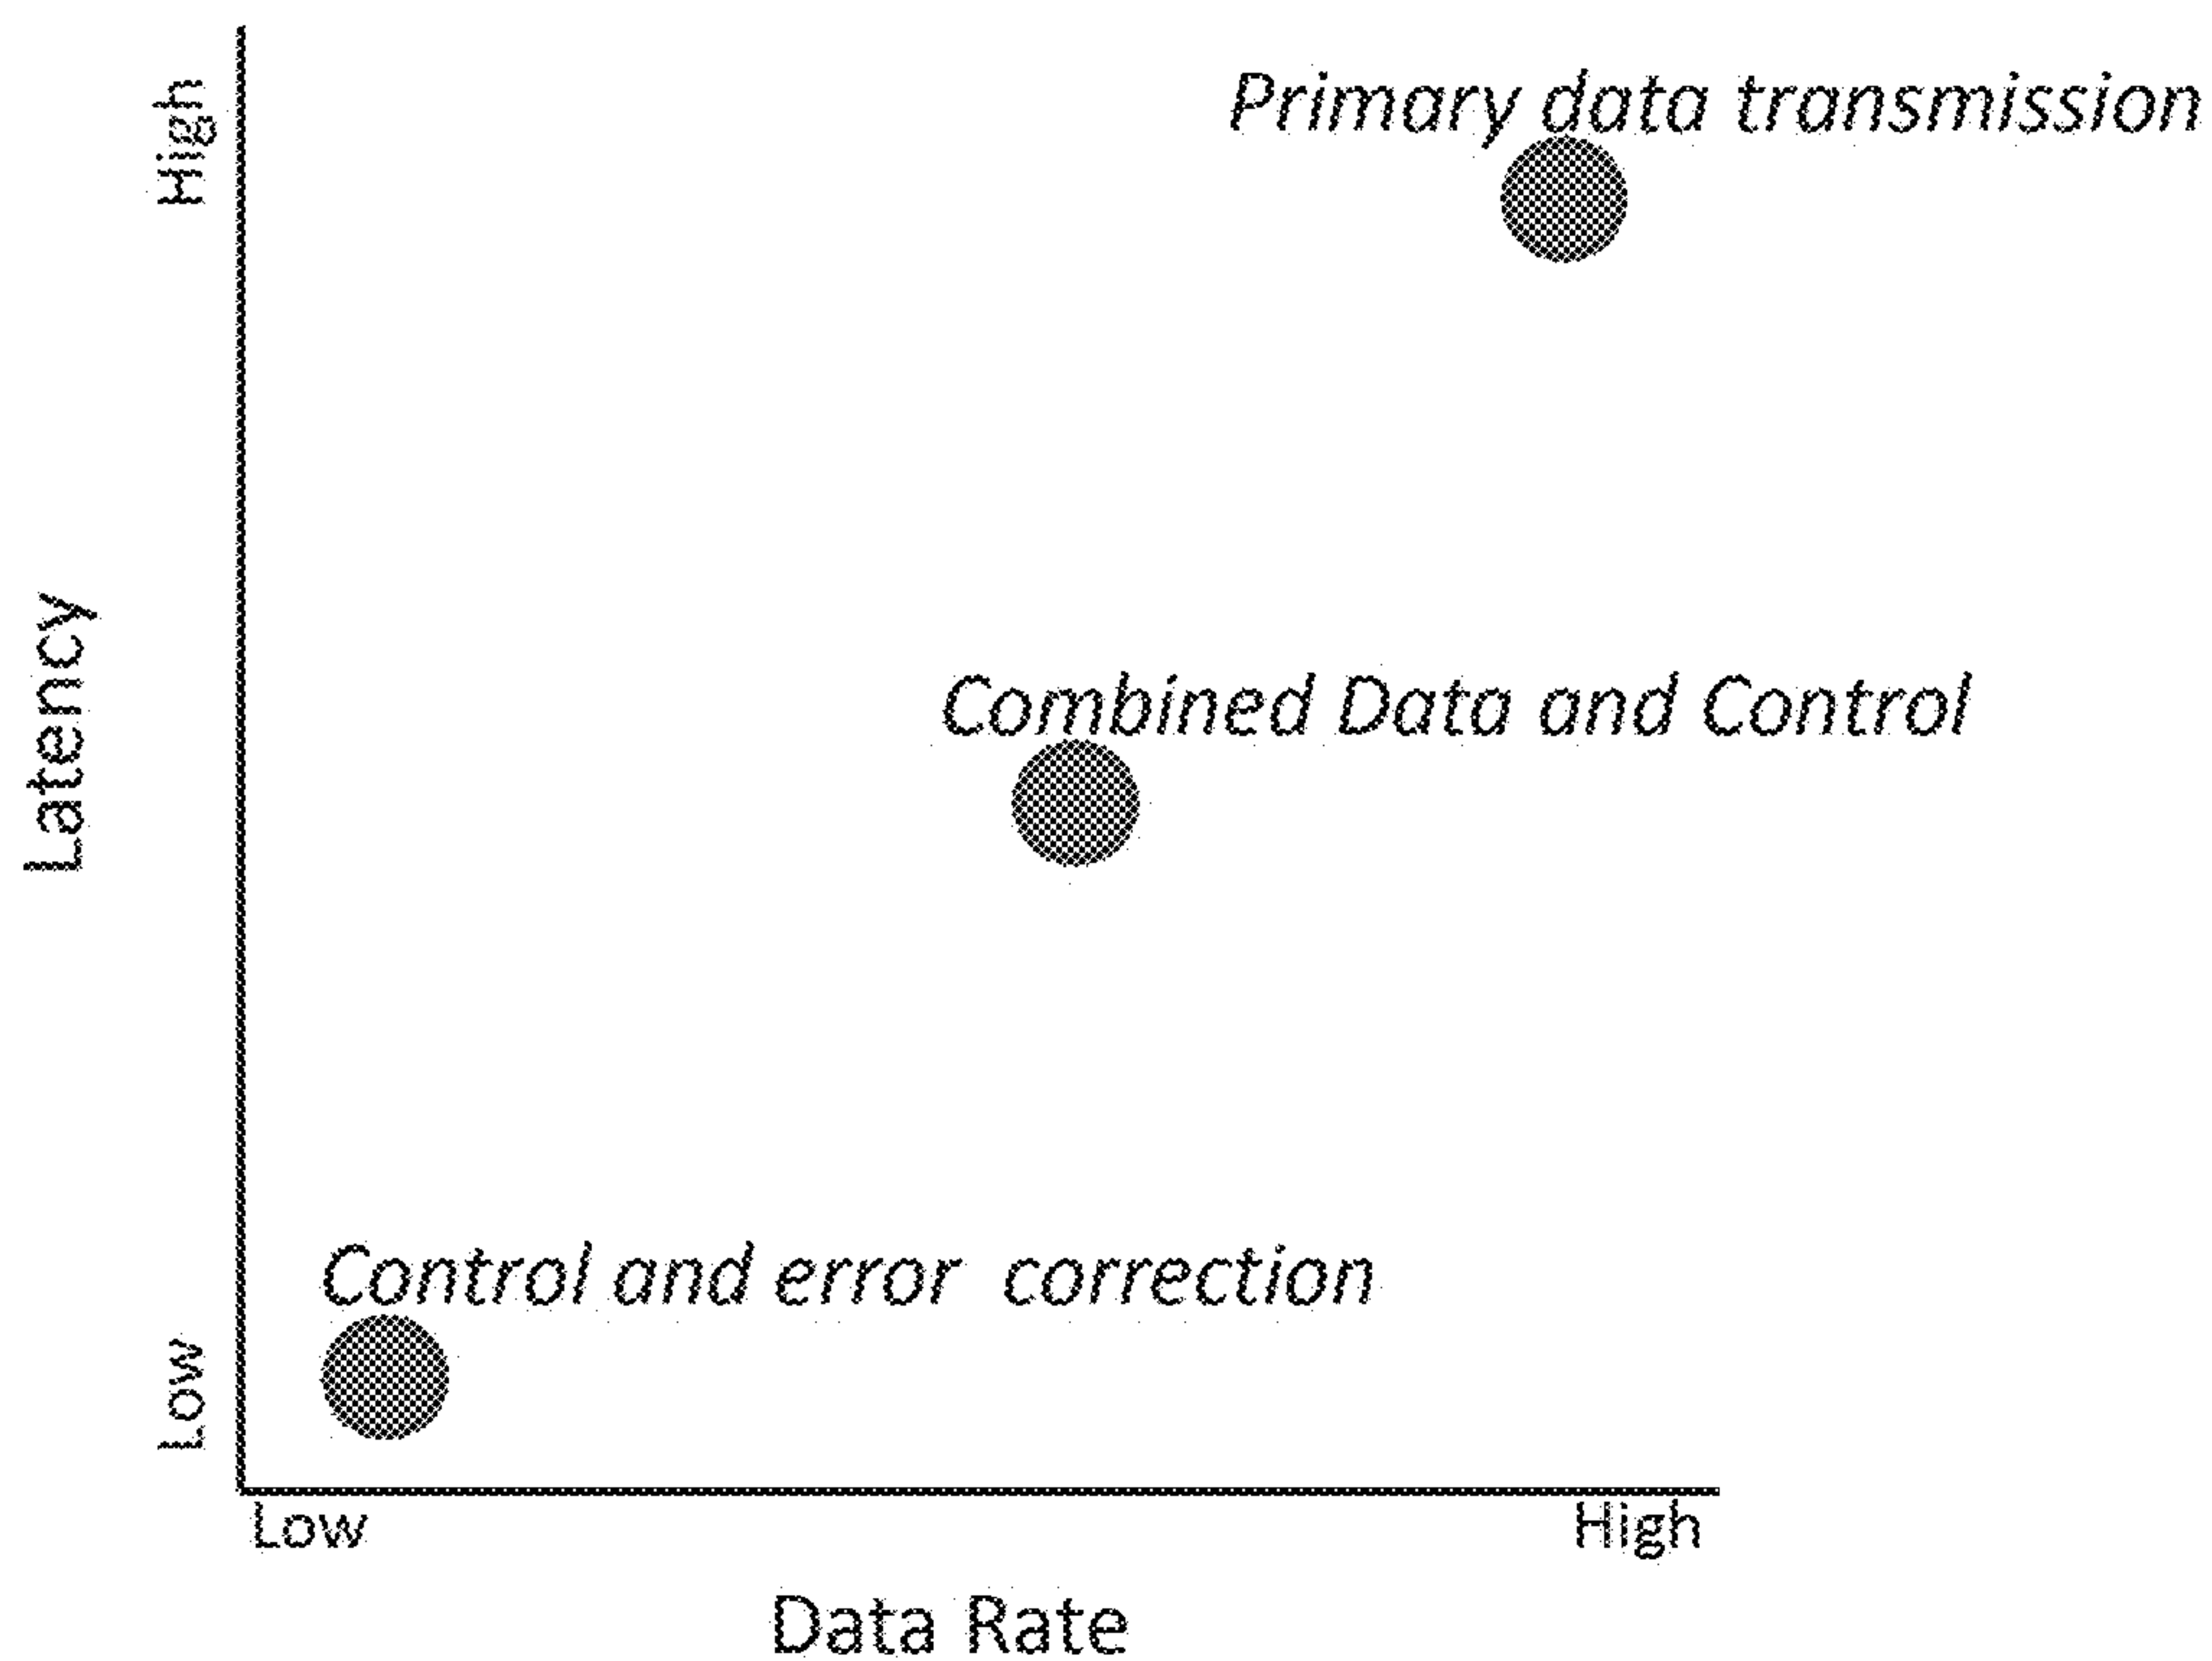 High
Primary data transmission
Latency
Combined Data and Control
Control and error correction
Low
Low
High
Data Rate